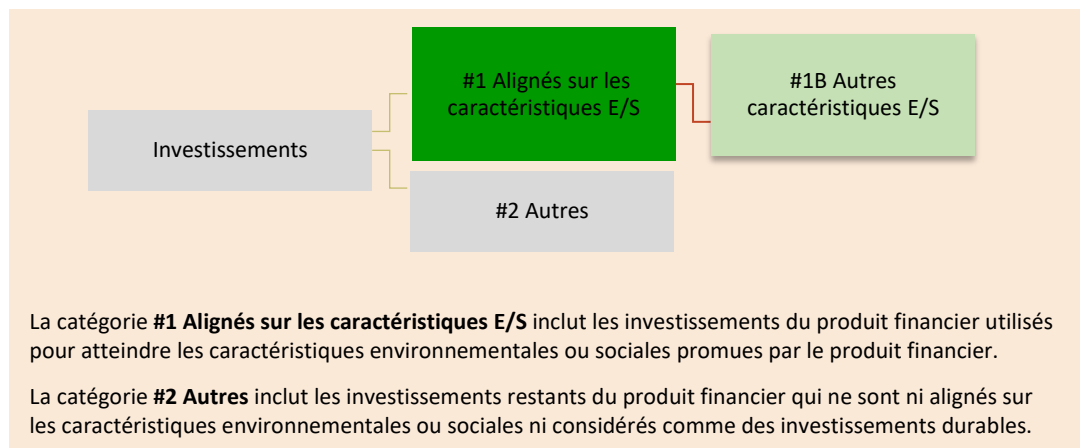 #1 Alignés sur les
caractéristiques E/S
#1B Autres
caractéristiques E/S
Investissements
#2 Autres
La catégorie #1 Alignés sur les caractéristiques E/S inclut les investissements du produit financier utilisés
pour atteindre les caractéristiques environnementales ou sociales promues par le produit financier.
La catégorie #2 Autres inclut les investissements restants du produit financier qui ne sont ni alignés sur
les caractéristiques environnementales ou sociales ni considérés comme des investissements durables.